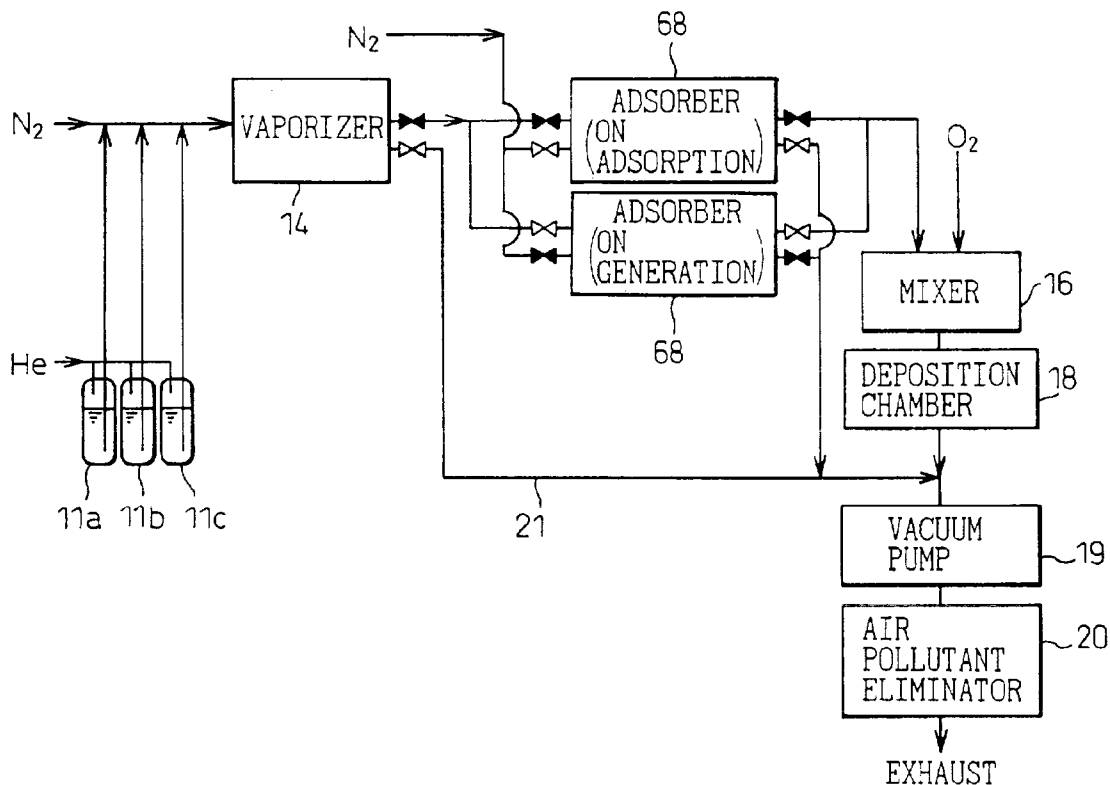 N2
68
N2
VAPORIZER
14
ADSORBER
(ON
ADSORPTION)
O2
ADSORBER
(ON
GENERATION)
68
MIXER
16
He
DEPOSITION
CHAMBER
18
11a
11b
11c
21
VACUUM
PUMP
19
AIR
POLLUTANT
ELIMINATOR
20
EXHAUST